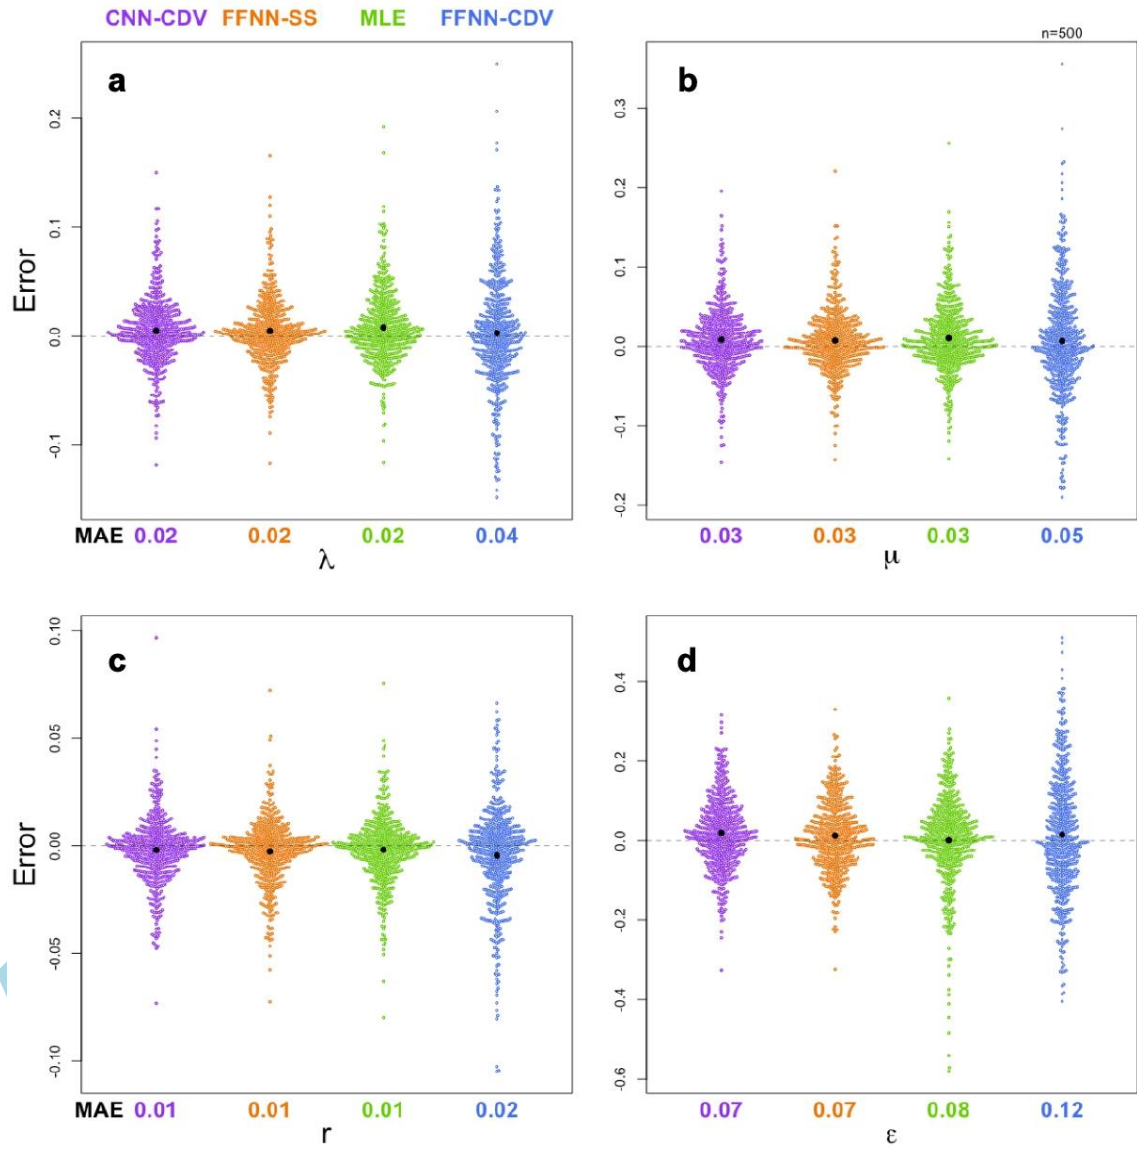 CNN-CDV FFNN-SS MLE FFNN-CDV
n=500
a
b
Error
0.2
0.1
0.0
-0.1
0.3
0.2
0.1
0.0
-0.1
-0.2
MAE 0.02 0.02 0.02 0.04
0.03 0.03 0.03 0.05
λ
μ
c
d
Error
0.10
0.05
0.00
-0.05
-0.10
0.4
0.2
0.0
-0.2
-0.4
-0.6
MAE 0.01 0.01 0.01 0.02
0.07 0.07 0.08 0.12
r
ε